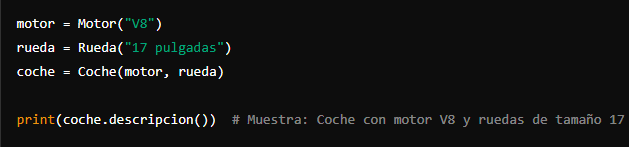 motor = Motor("V8")
rueda = Rueda("17 pulgadas")
coche = Coche(motor, rueda)
print(coche.descripcion())  # Muestra: Coche con motor V8 y ruedas de tamaño 17